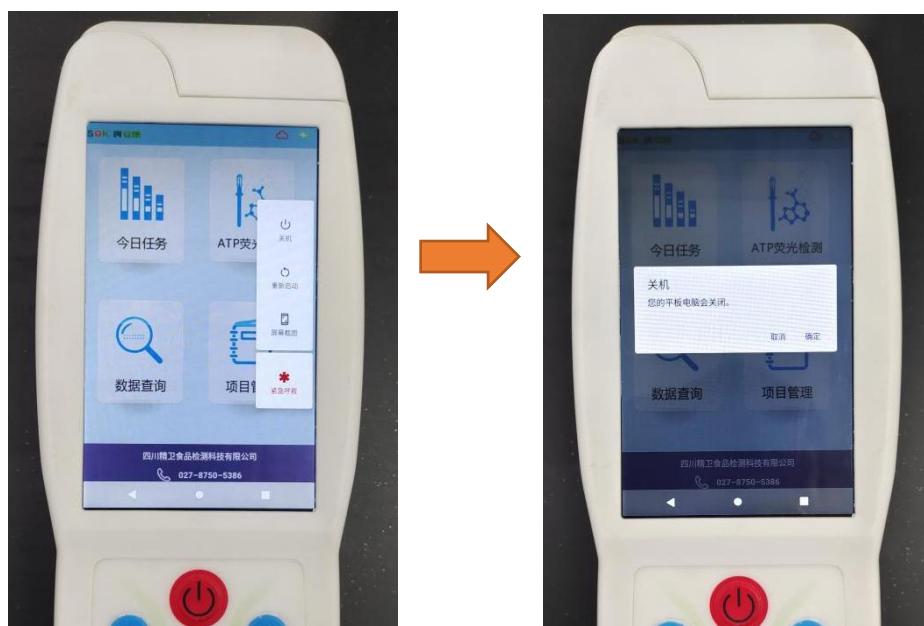 今日任务
ATP荧光
关机
重新启动
屏幕截图
紧急呼救
数据查询
项目管
四川精卫食品检测科技有限公司
027-8750-5386
今日任务
ATP荧光检测
关机
您的平板电脑会关闭。
取消 确定
数据查询
项目管理
四川精卫食品检测科技有限公司
027-8750-5386